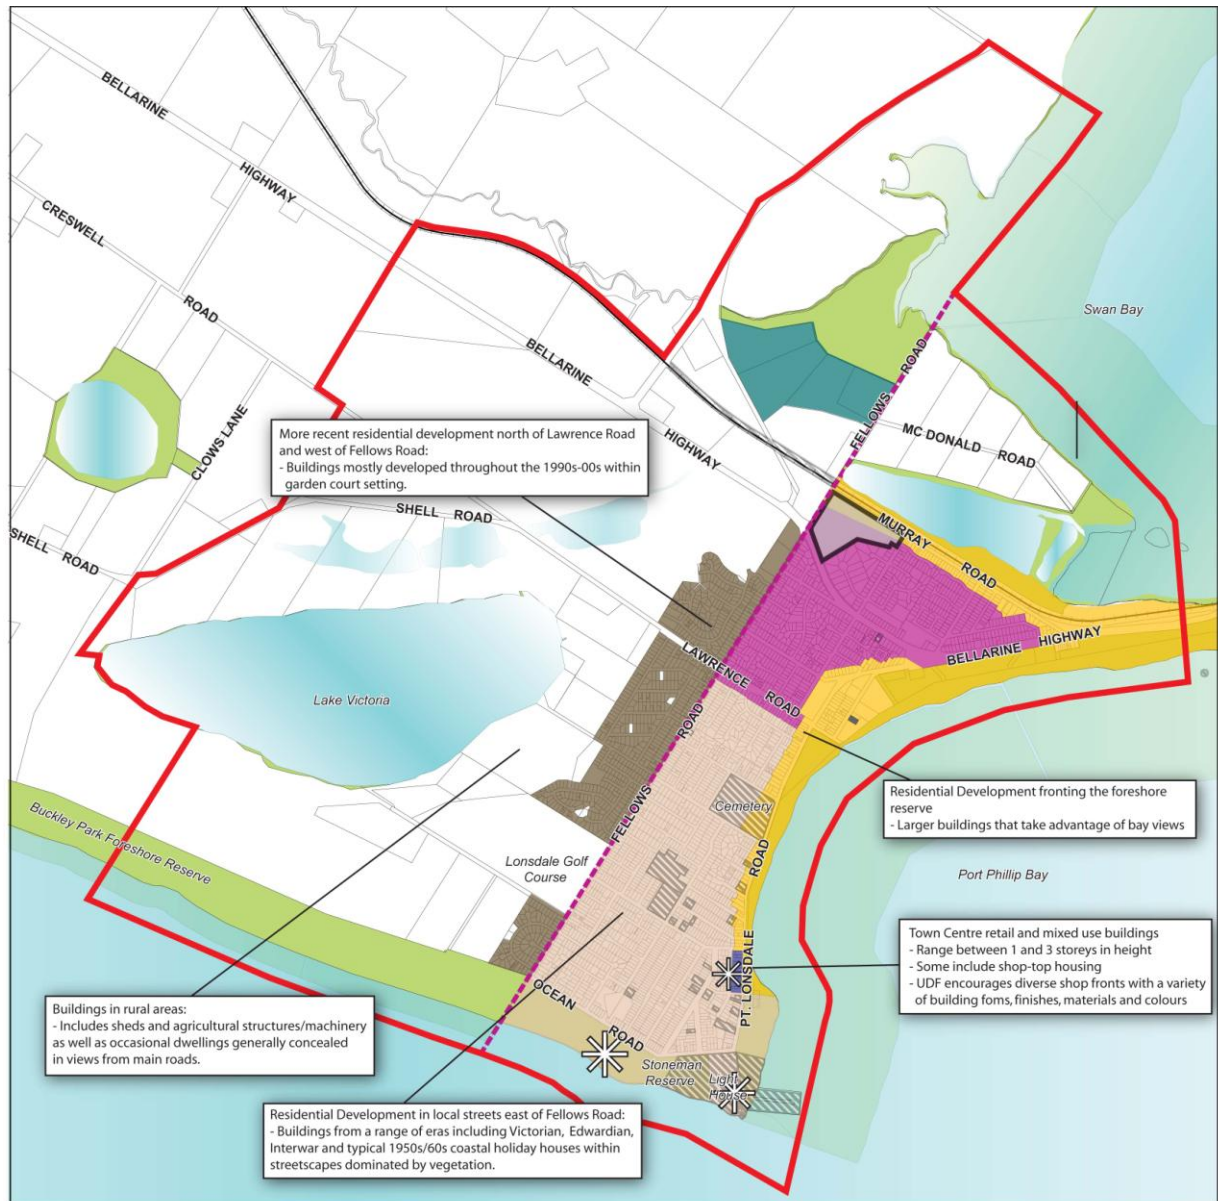 BELLARINE
HIGHWAY
CRESWELL
ROAD
Swan Bay
BELLARINE
HIGHWAY
FELLOWS ROAD
MC DONALD ROAD
CLOWS LANE
More recent residential development north of Lawrence Road
and west of Fellows Road:
- Buildings mostly developed throughout the 1990s-00s within
garden court setting.
SHELL ROAD
SHELL ROAD
MURRAY ROAD
BELLARINE HIGHWAY
LAWRENCE ROAD
Lake Victoria
FELLOWS ROAD
Residential Development fronting the foreshore
reserve
- Larger buildings that take advantage of bay views
Cemetery
Buckley Park Foreshore Reserve
Lonsdale Golf
Course
Port Phillip Bay
PT. LONSDALE ROAD
Town Centre retail and mixed use buildings
- Range between 1 and 3 storeys in height
- Some include shop-top housing
- UDF encourages diverse shop fronts with a variety
of building foms, finishes, materials and colours
OCEAN ROAD
Buildings in rural areas:
- Includes sheds and agricultural structures/machinery
as well as occasional dwellings generally concealed
in views from main roads.
Stoneman
Reserve
Light
House
Residential Development in local streets east of Fellows Road:
- Buildings from a range of eras including Victorian, Edwardian,
Interwar and typical 1950s/60s coastal holiday houses within
streetscapes dominated by vegetation.